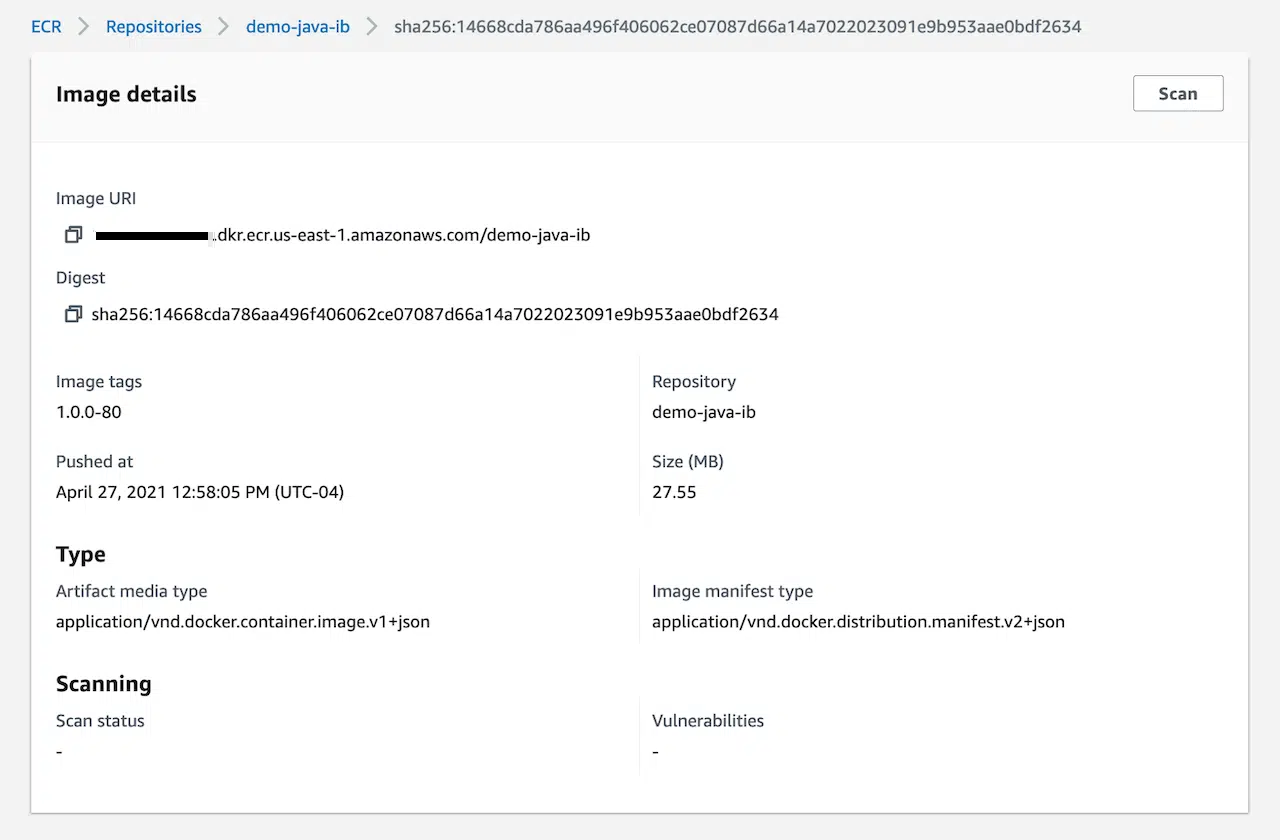 ECR > Repositories > demo-java-ib > sha256:14668cda786aa496f406062ce07087d66a14a7022023091e9b953aae0bdf2634
Image details
Scan
Image URI
.dkr.ecr.us-east-1.amazonaws.com/demo-java-ib
Digest
sha256:14668cda786aa496f406062ce07087d66a14a7022023091e9b953aae0bdf2634
Image tags
1.0.0-80
Repository
demo-java-ib
Pushed at
April 27, 2021 12:58:05 PM (UTC-04)
Size (MB)
27.55
Type
Artifact media type
application/vnd.docker.container.image.v1+json
Image manifest type
application/vnd.docker.distribution.manifest.v2+json
Scanning
Scan status
-
Vulnerabilities
-